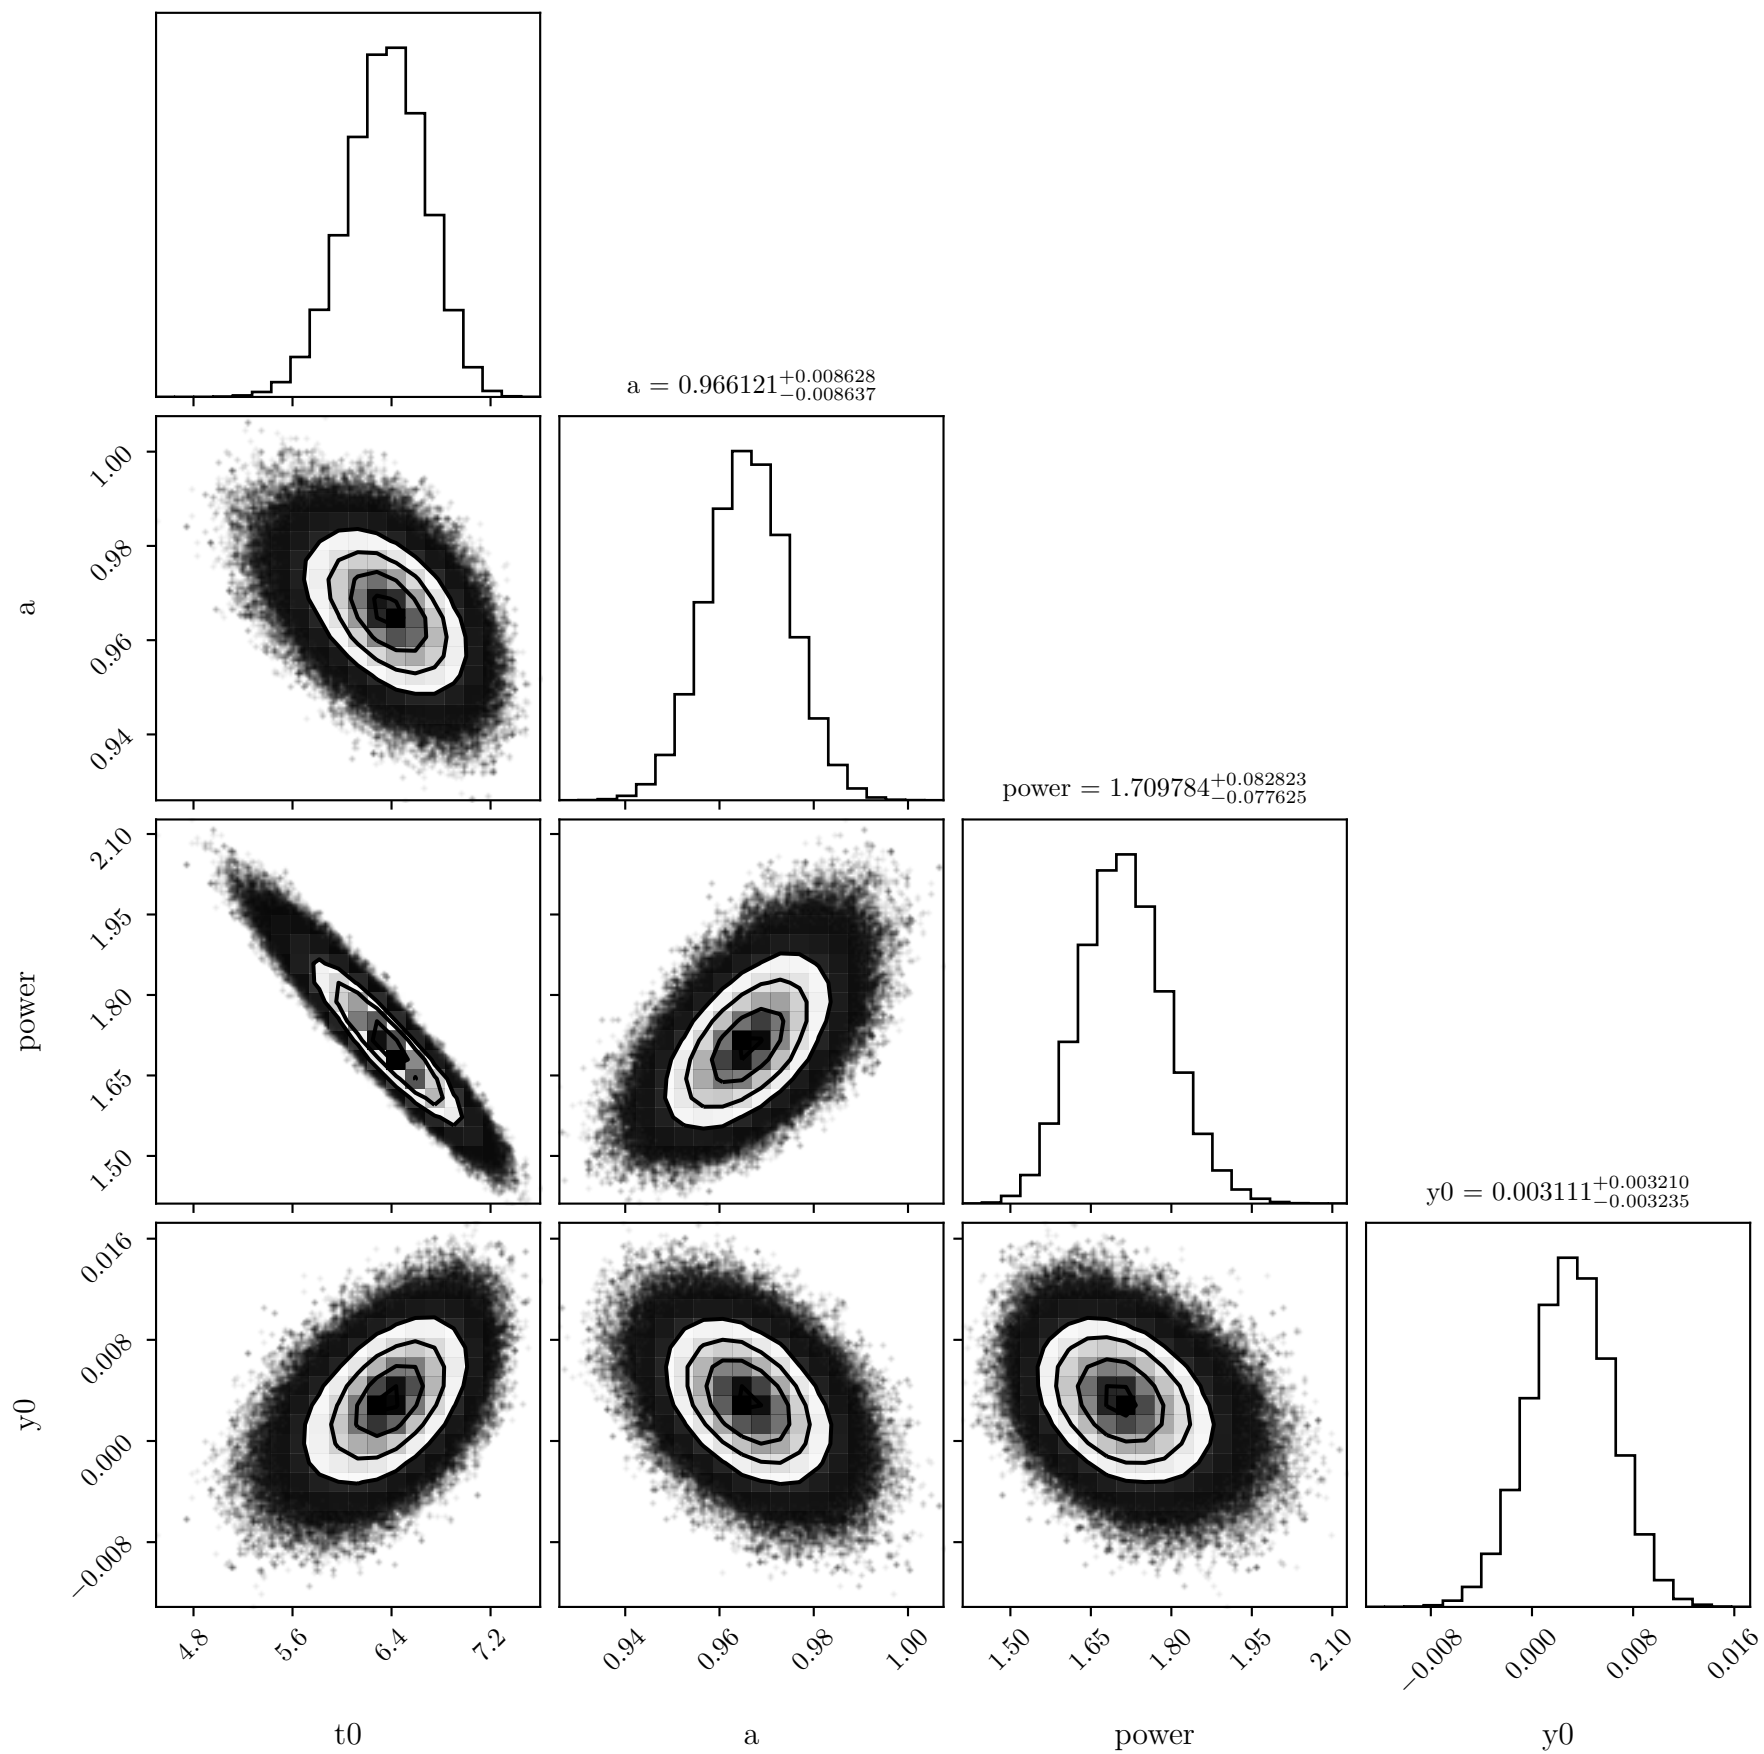 a = 0.966121+0.008628−0.008637
1.00
0.98
0.96
0.94
a
power = 1.709784+0.082823−0.077625
2.10
1.95
1.80
1.65
1.50
power
y0 = 0.003111+0.003210−0.003235
0.016
0.008
0.000
−0.008
y0
4.8 5.6 6.4 7.2 0.94 0.96 0.98 1.00 1.50 1.65 1.80 1.95 2.10 −0.008 0.000 0.008 0.016
t0 a power y0